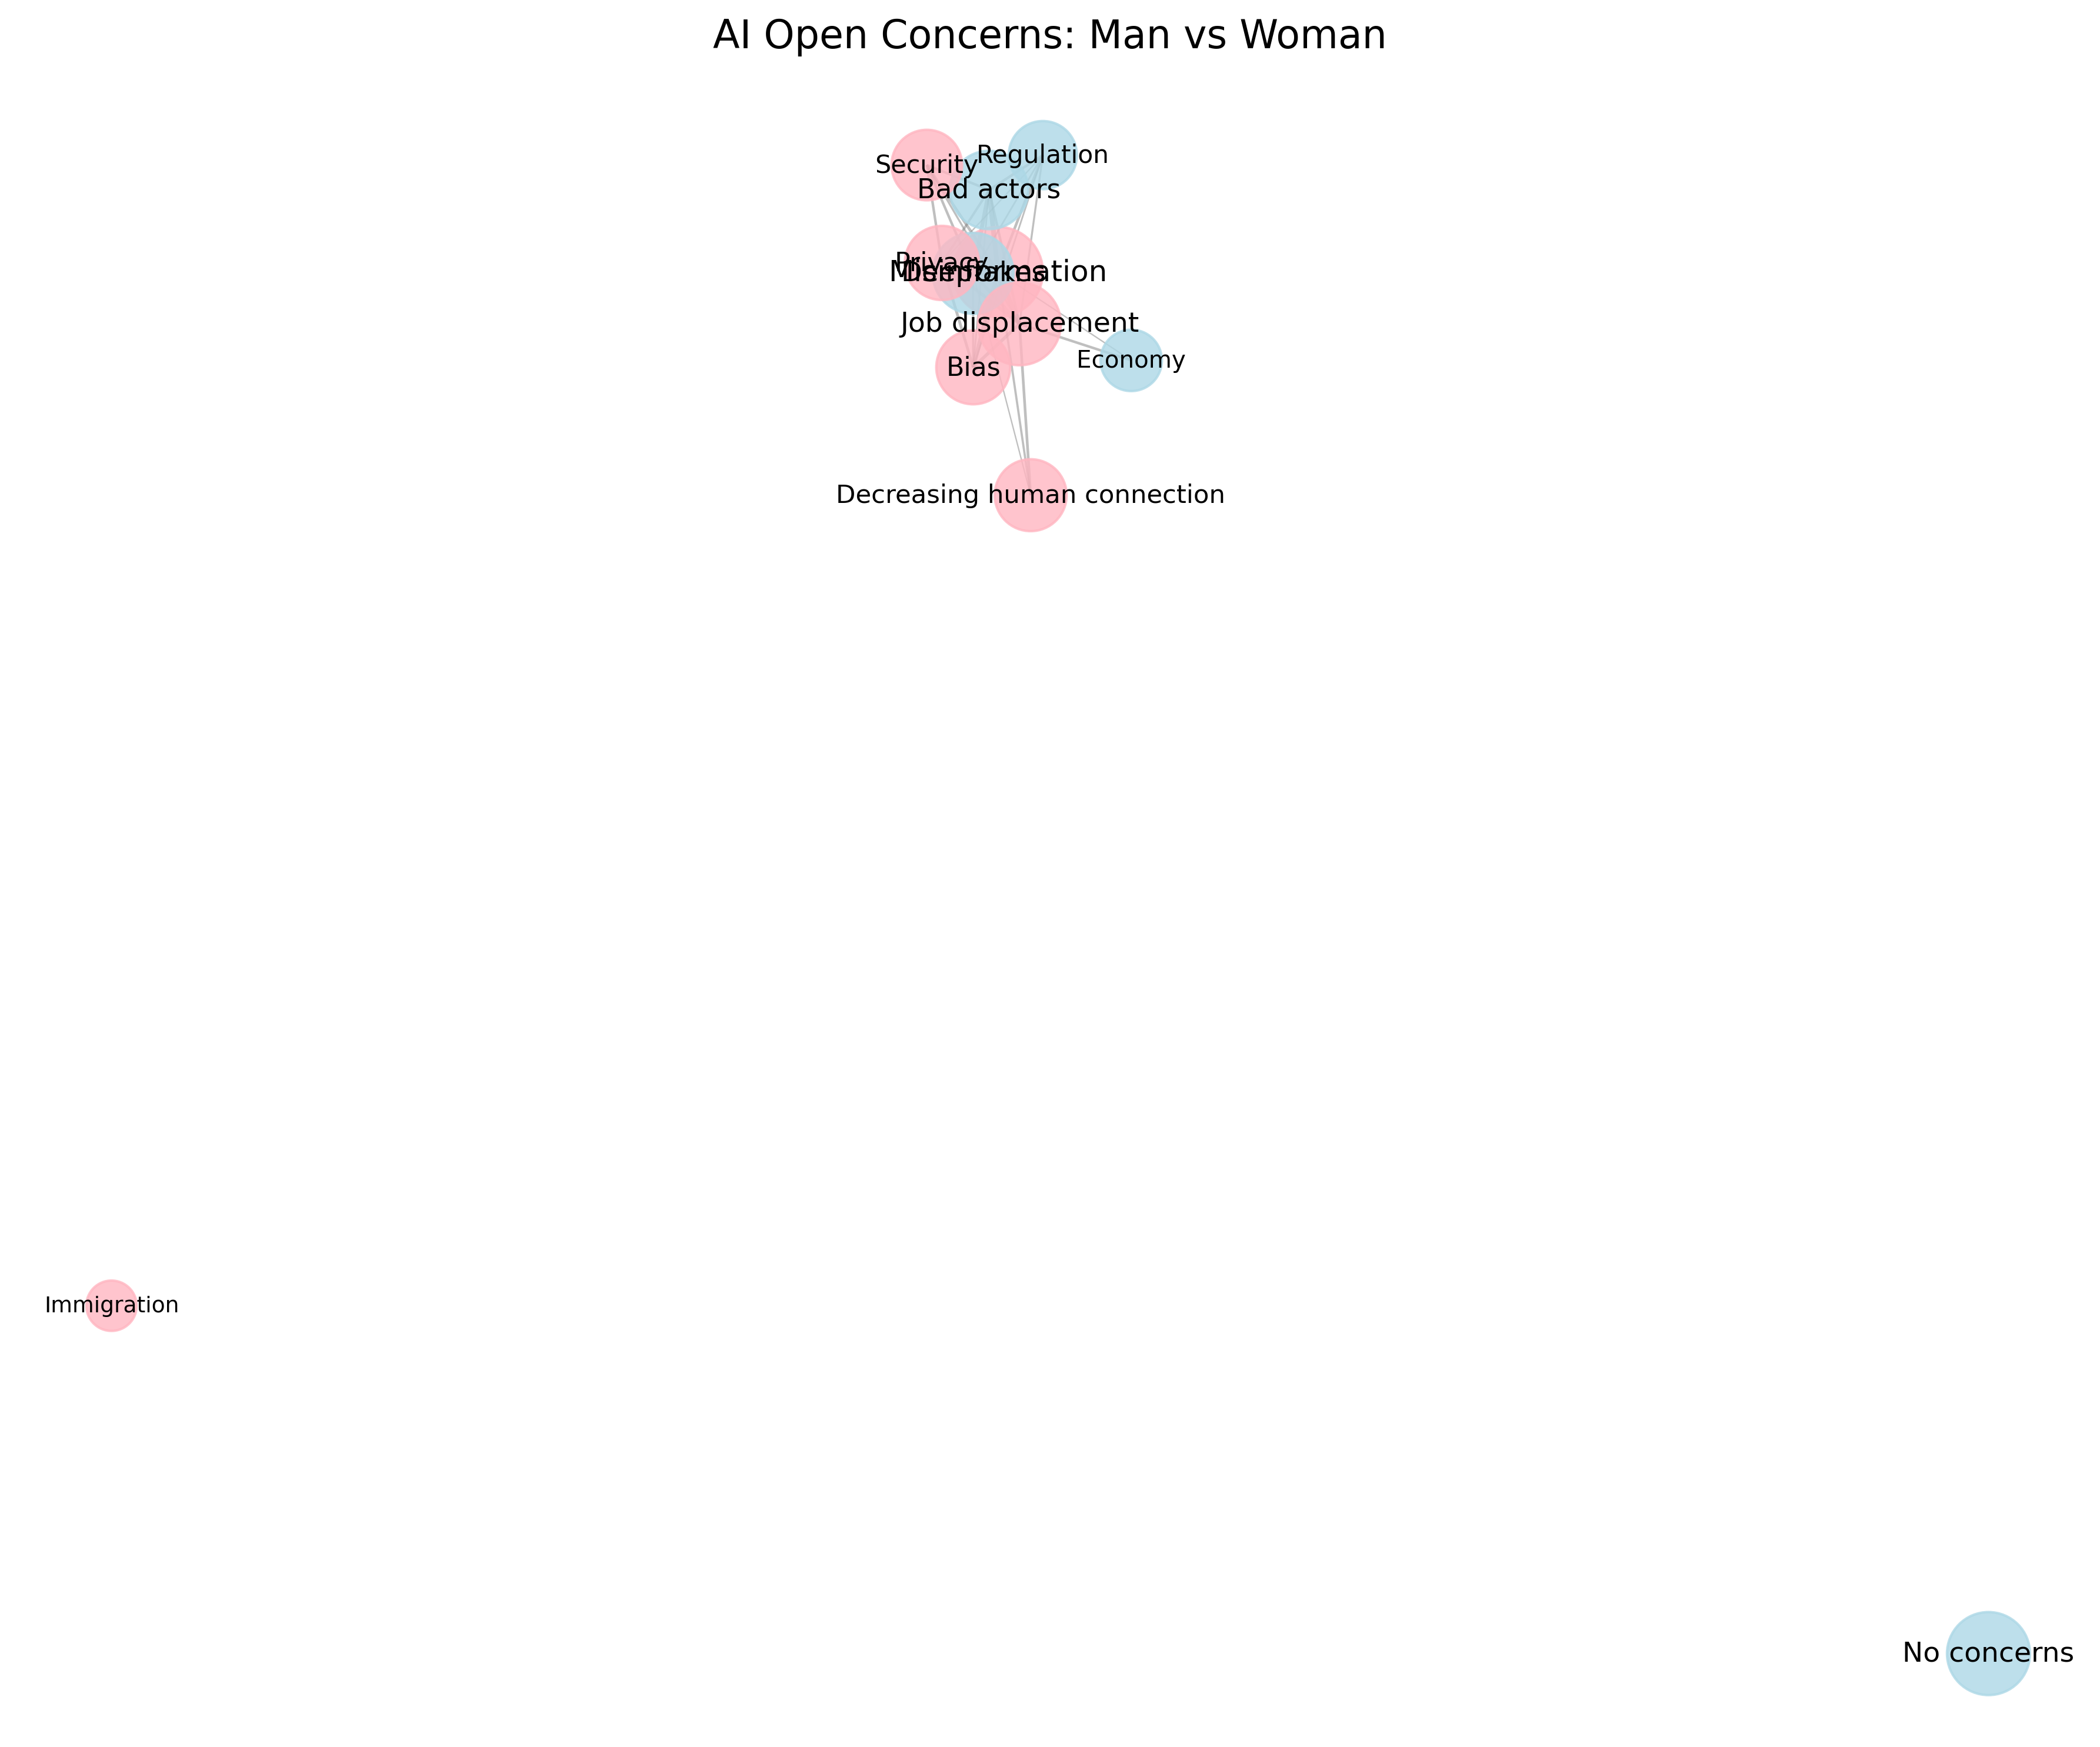 AI Open Concerns: Man vs Woman
Regulation
Security
Bad actors
Privacy
Misinformation
Deepfakes
Job displacement
Economy
Bias
Decreasing human connection
Immigration
No concerns